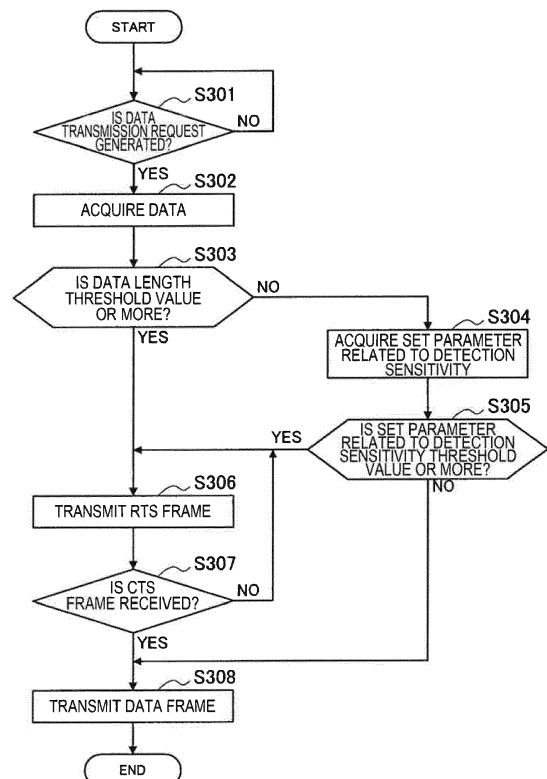 START
S301
IS DATA
TRANSMISSION REQUEST
GENERATED?
NO
YES
S302
ACQUIRE DATA
S303
IS DATA LENGTH
THRESHOLD VALUE
OR MORE?
NO
YES
S304
ACQUIRE SET PARAMETER
RELATED TO DETECTION
SENSITIVITY
S305
IS SET PARAMETER
RELATED TO DETECTION
SENSITIVITY THRESHOLD
VALUE OR MORE?
YES
NO
S306
TRANSMIT RTS FRAME
S307
IS CTS
FRAME RECEIVED?
NO
YES
S308
TRANSMIT DATA FRAME
END